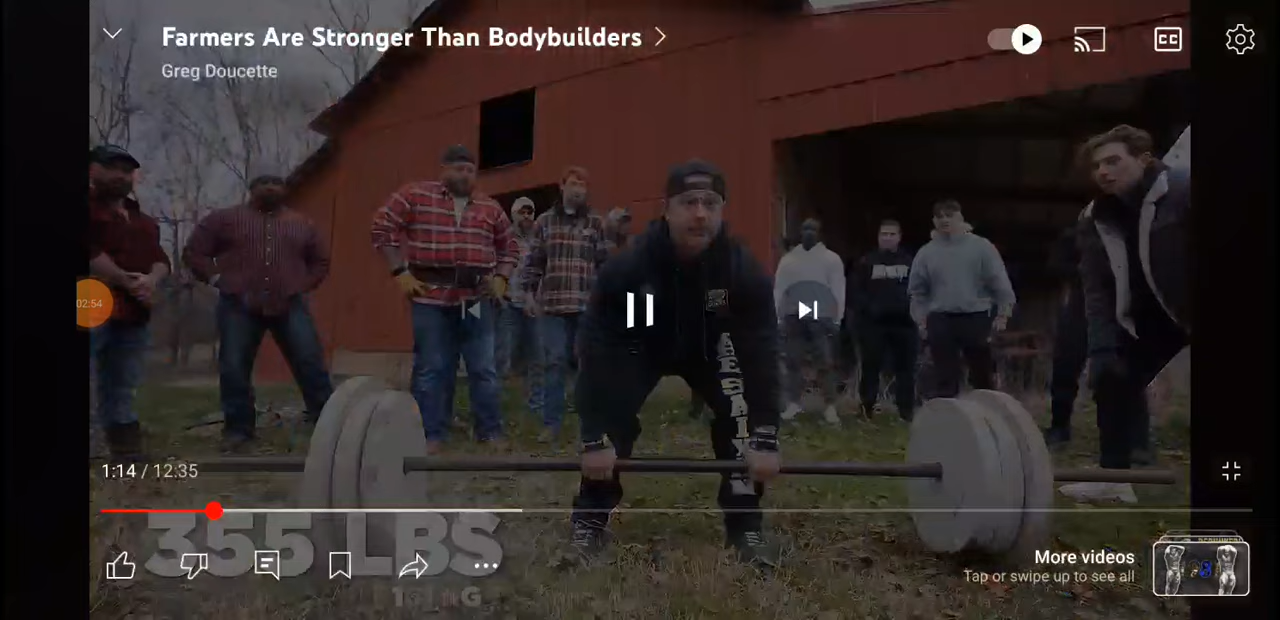 Farmers Are Stronger Than Bodybuilders
Greg Doucette
CC
02:54
1:14 / 12:35
355 LBS
More videos
Tap or swipe up to see all